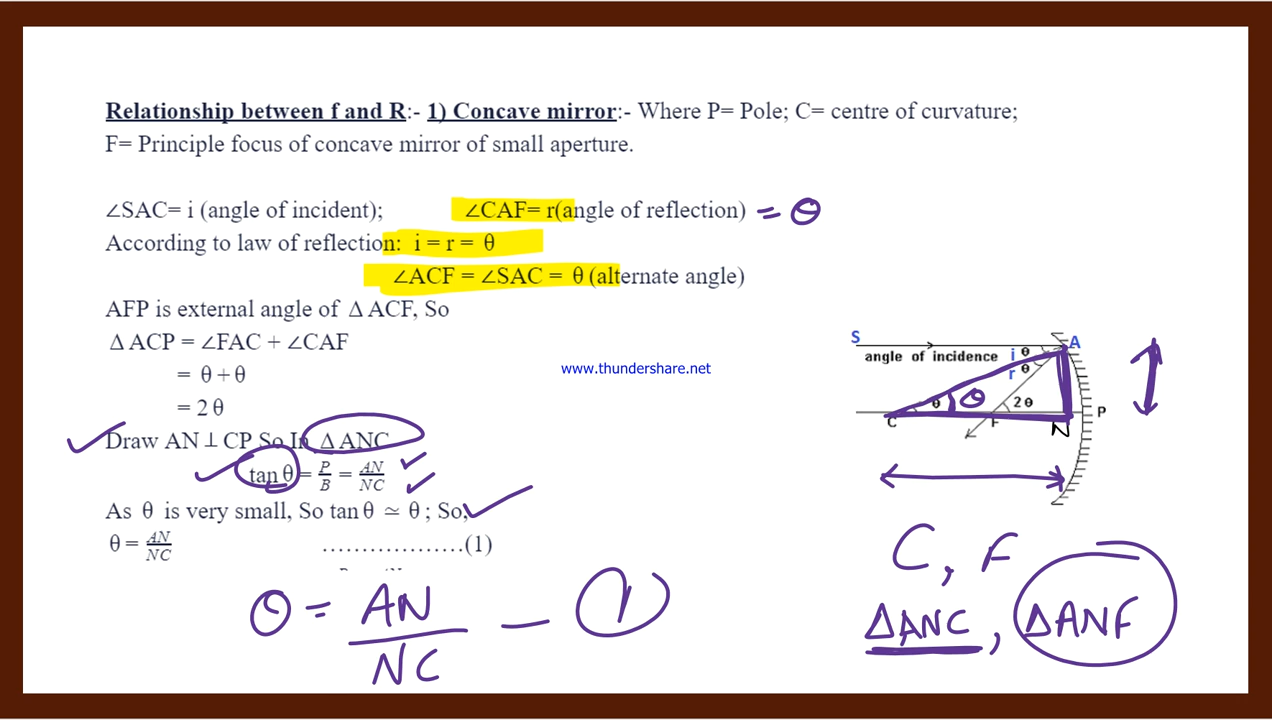 Relationship between f and R:- 1) Concave mirror:- Where P= Pole; C= centre of curvature;
F= Principle focus of concave mirror of small aperture.
∠SAC= i (angle of incident); ∠CAF= r(angle of reflection) = θ
According to law of reflection: i = r = θ
∠ACF = ∠SAC = θ (alternate angle)
AFP is external angle of Δ ACF, So
Δ ACP = ∠FAC + ∠CAF
= θ + θ
= 2 θ
Draw AN ⊥ CP So In Δ ANC
tan θ = P/B = AN/NC
As θ is very small, So tan θ ≃ θ ; So,
θ = AN/NC ....................(1)
θ = AN/NC - 1
www.thundershare.net
S A
angle of incidence i θ
r θ
θ θ 2θ P
C F N
C, F
ΔANC, ΔANF